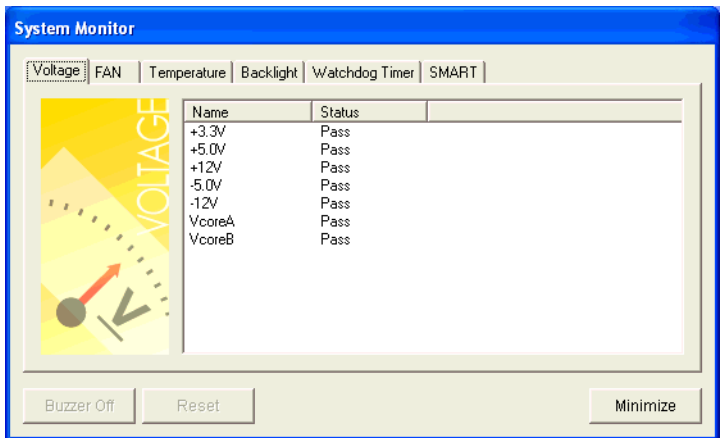 System Monitor
Voltage FAN Temperature Backlight Watchdog Timer SMART
VOLTAGE
V
Name Status
+3.3V Pass
+5.0V Pass
+12V Pass
-5.0V Pass
-12V Pass
VcoreA Pass
VcoreB Pass
Buzzer Off Reset Minimize